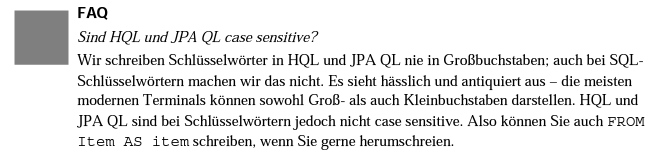 FAQ
Sind HQL und JPA QL case sensitive?
Wir schreiben Schlüsselwörter in HQL und JPA QL nie in Großbuchstaben; auch bei SQL-
Schlüsselwörtern machen wir das nicht. Es sieht hässlich und antiquiert aus – die meisten
modernen Terminals können sowohl Groß- als auch Kleinbuchstaben darstellen. HQL und
JPA QL sind bei Schlüsselwörtern jedoch nicht case sensitive. Also können Sie auch FROM
Item AS item schreiben, wenn Sie gerne herumschreien.